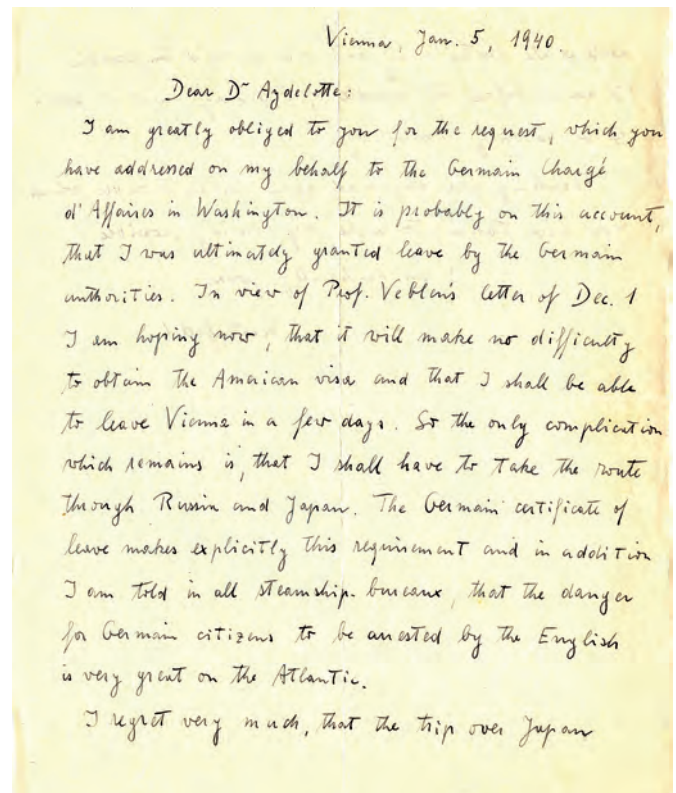 Vienna, Jan. 5, 1940.
Dear Dr Aydelotte:
I am greatly obliged to you for the request, which you
have addressed on my behalf to the Germain Chargé
d'Affaires in Washington. It is probably on this account,
that I was ultimately granted leave by the Germain
authorities. In view of Prof. Veblen's letter of Dec. 1
I am hoping now, that it will make no difficulty
to obtain the American visa and that I shall be able
to leave Vienna in a few days. So the only complication
which remains is, that I shall have to take the route
through Russia and Japan. The Germain certificate of
leave makes explicitly this requirement and in addition
I am told in all steamship-bureaux, that the danger
for Germain citizens to be arrested by the English
is very great on the Atlantic.
I regret very much, that the trip over Japan